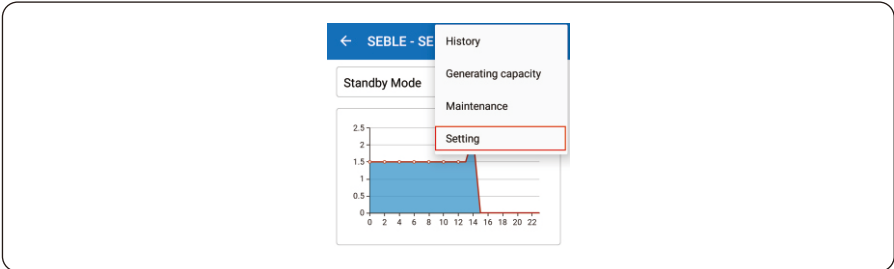 ← SEBLE - SE
History
Generating capacity
Maintenance
Setting
Standby Mode
2.5
2
1.5
1
0.5
0
0 2 4 6 8 10 12 14 16 18 20 22